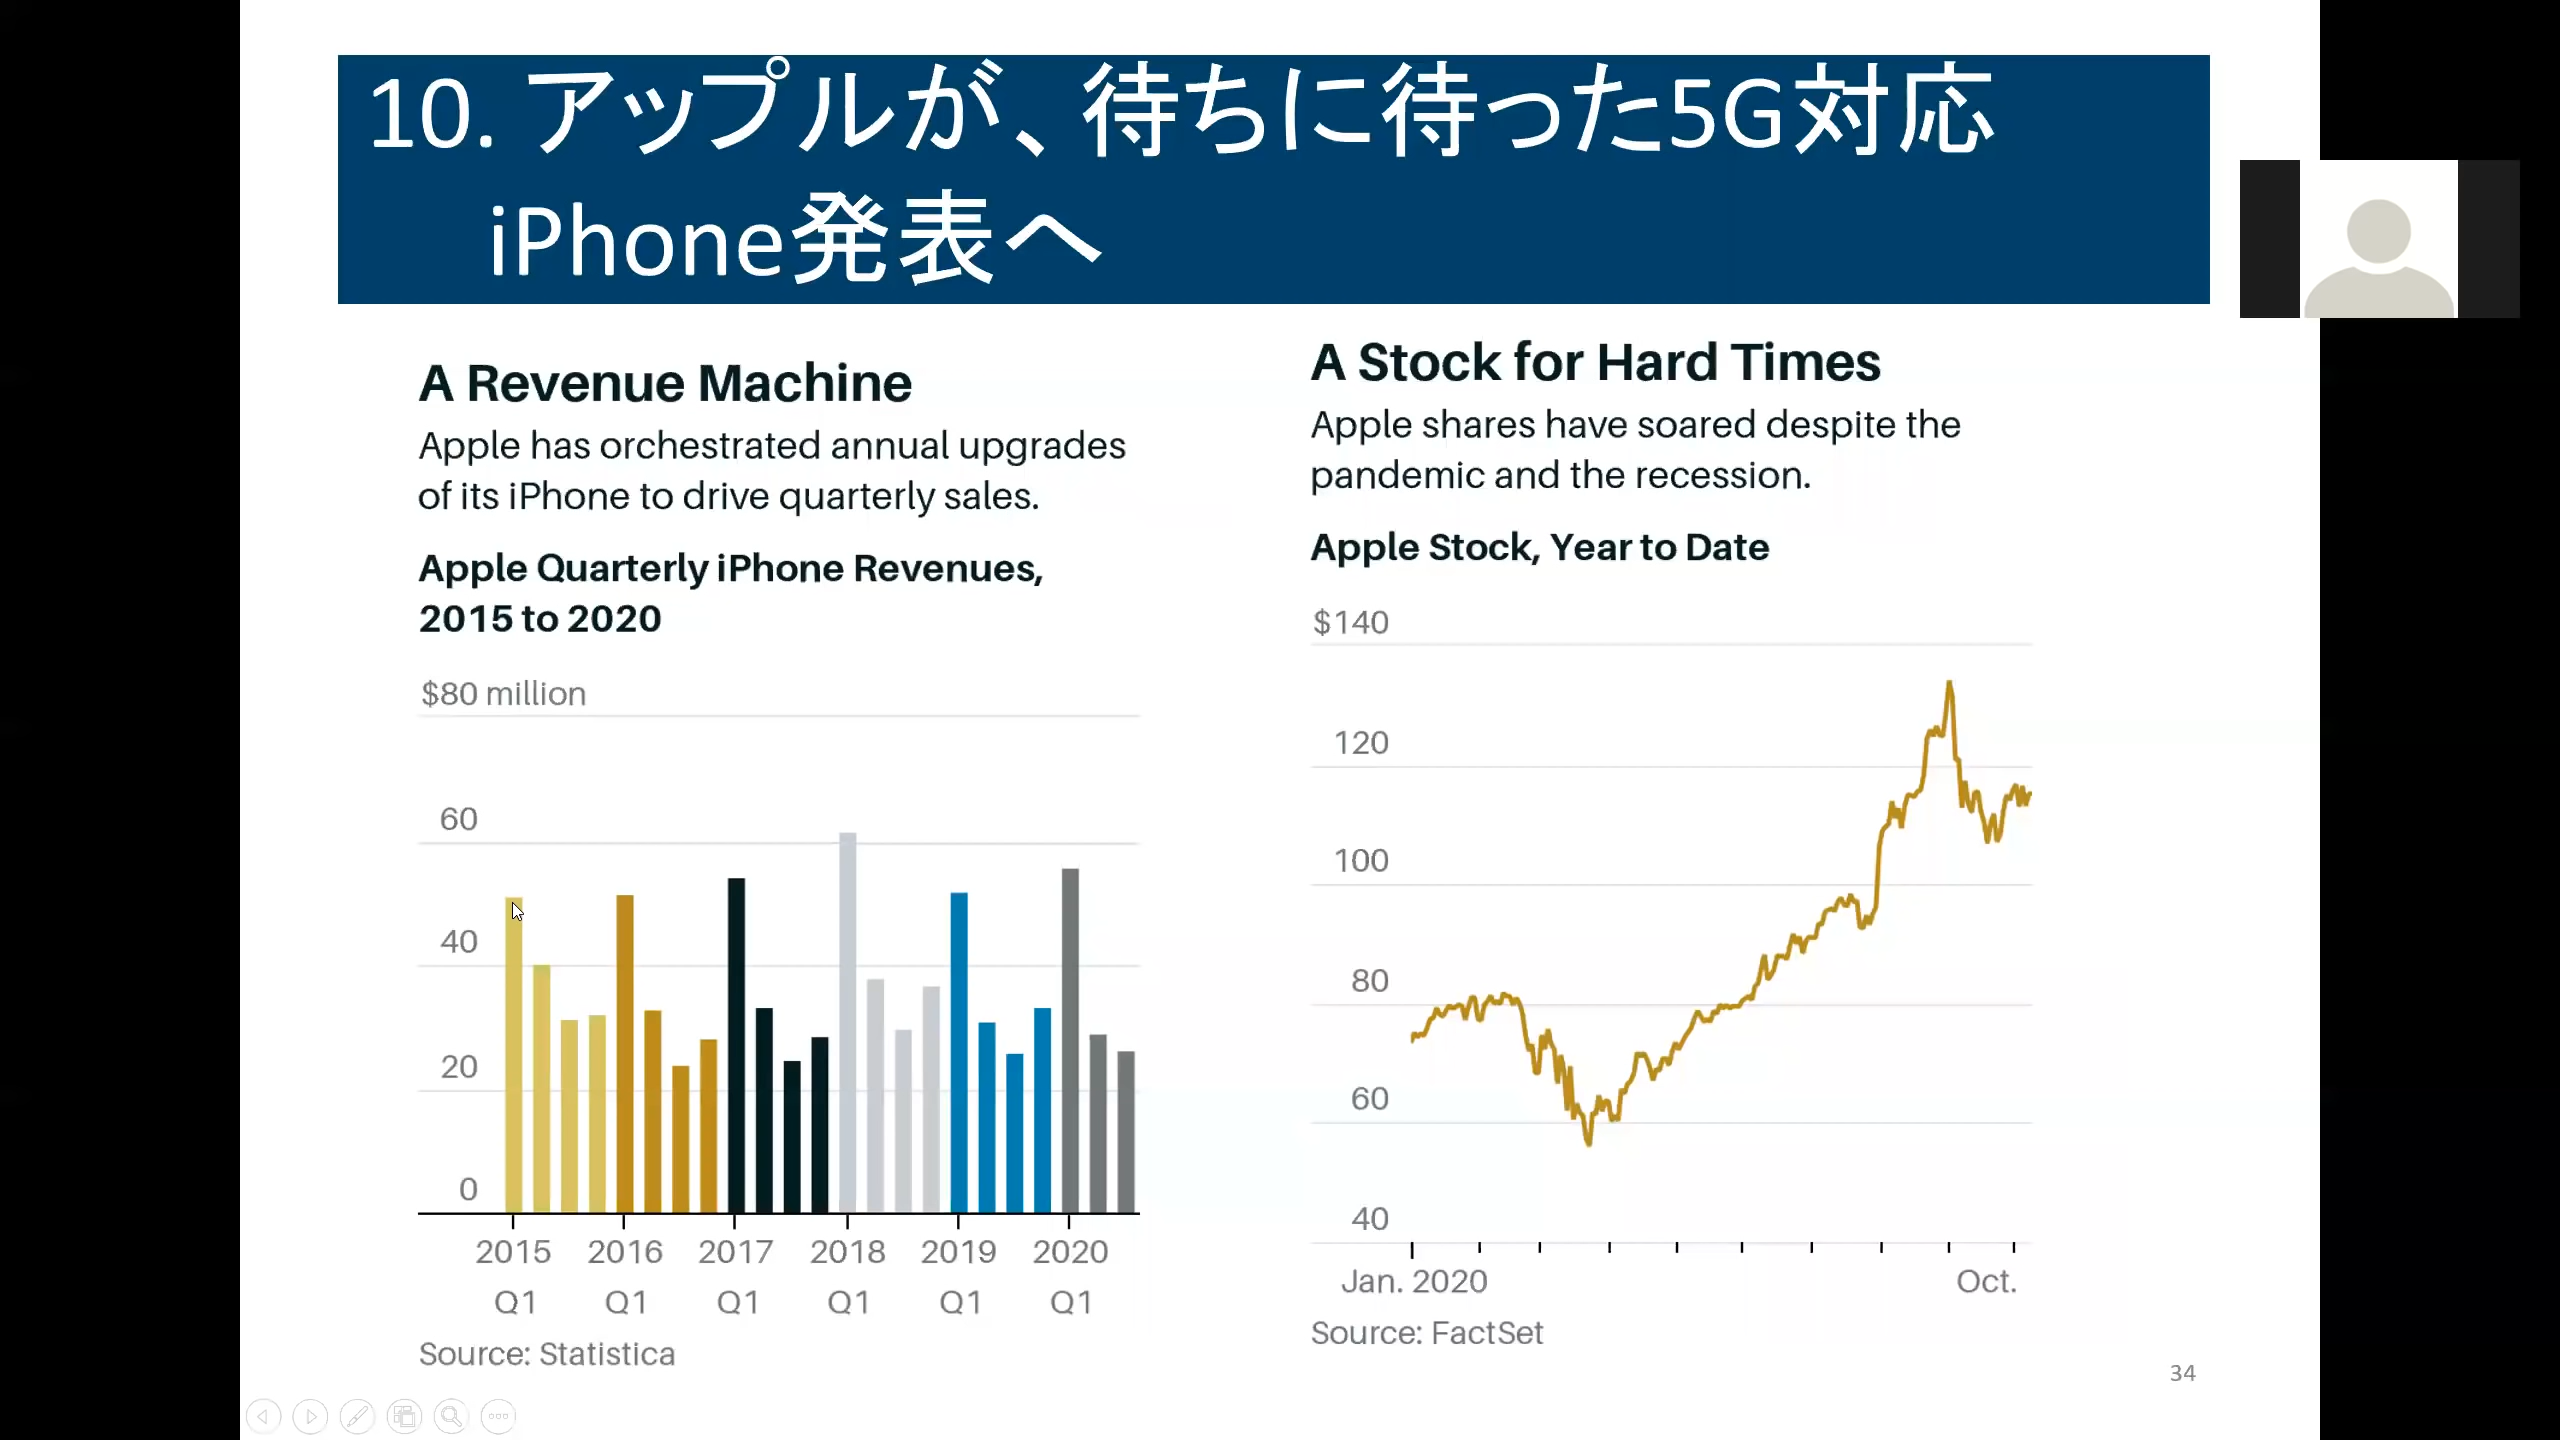 10. アップルが、待ちに待った5G対応
iPhone発表へ
A Revenue Machine
Apple has orchestrated annual upgrades
of its iPhone to drive quarterly sales.
Apple Quarterly iPhone Revenues,
2015 to 2020
$80 million
60
40
20
0
2015 2016 2017 2018 2019 2020
Q1 Q1 Q1 Q1 Q1 Q1
Source: Statistica
A Stock for Hard Times
Apple shares have soared despite the
pandemic and the recession.
Apple Stock, Year to Date
$140
120
100
80
60
40
Jan. 2020 Oct.
Source: FactSet
34